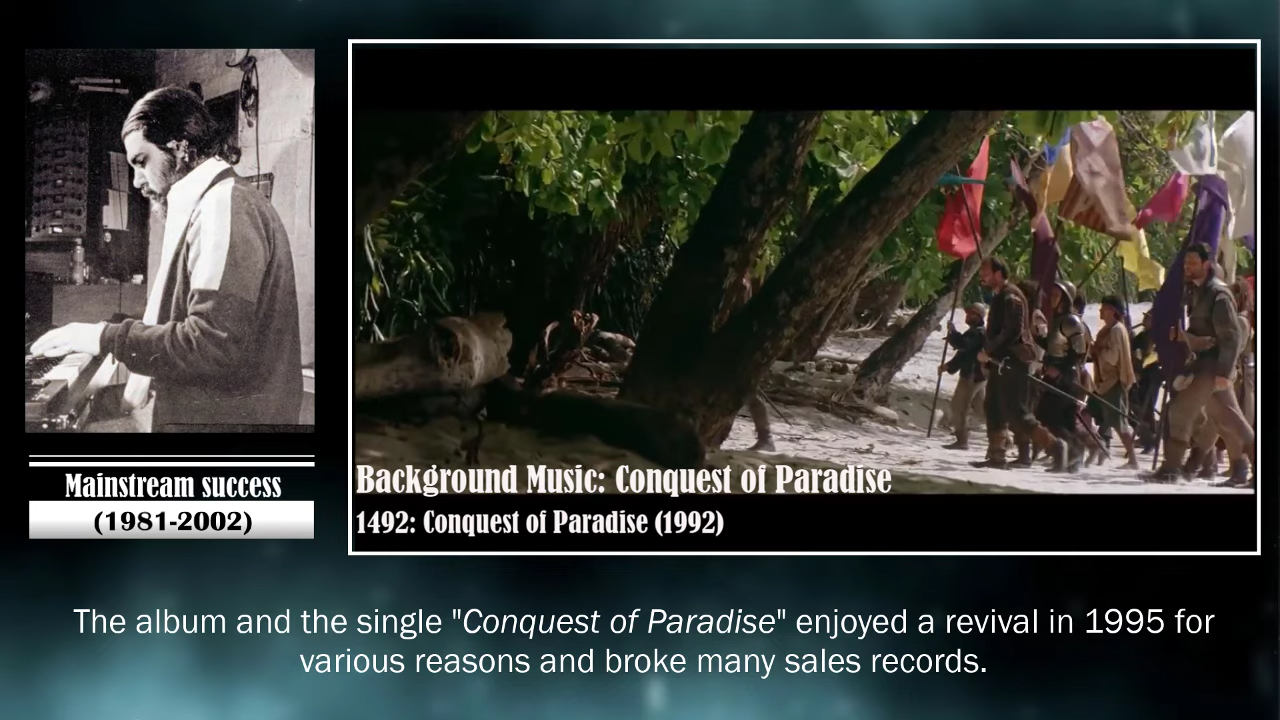 Mainstream success
(1981-2002)
Background Music: Conquest of Paradise
1492: Conquest of Paradise (1992)
The album and the single "Conquest of Paradise" enjoyed a revival in 1995 for
various reasons and broke many sales records.